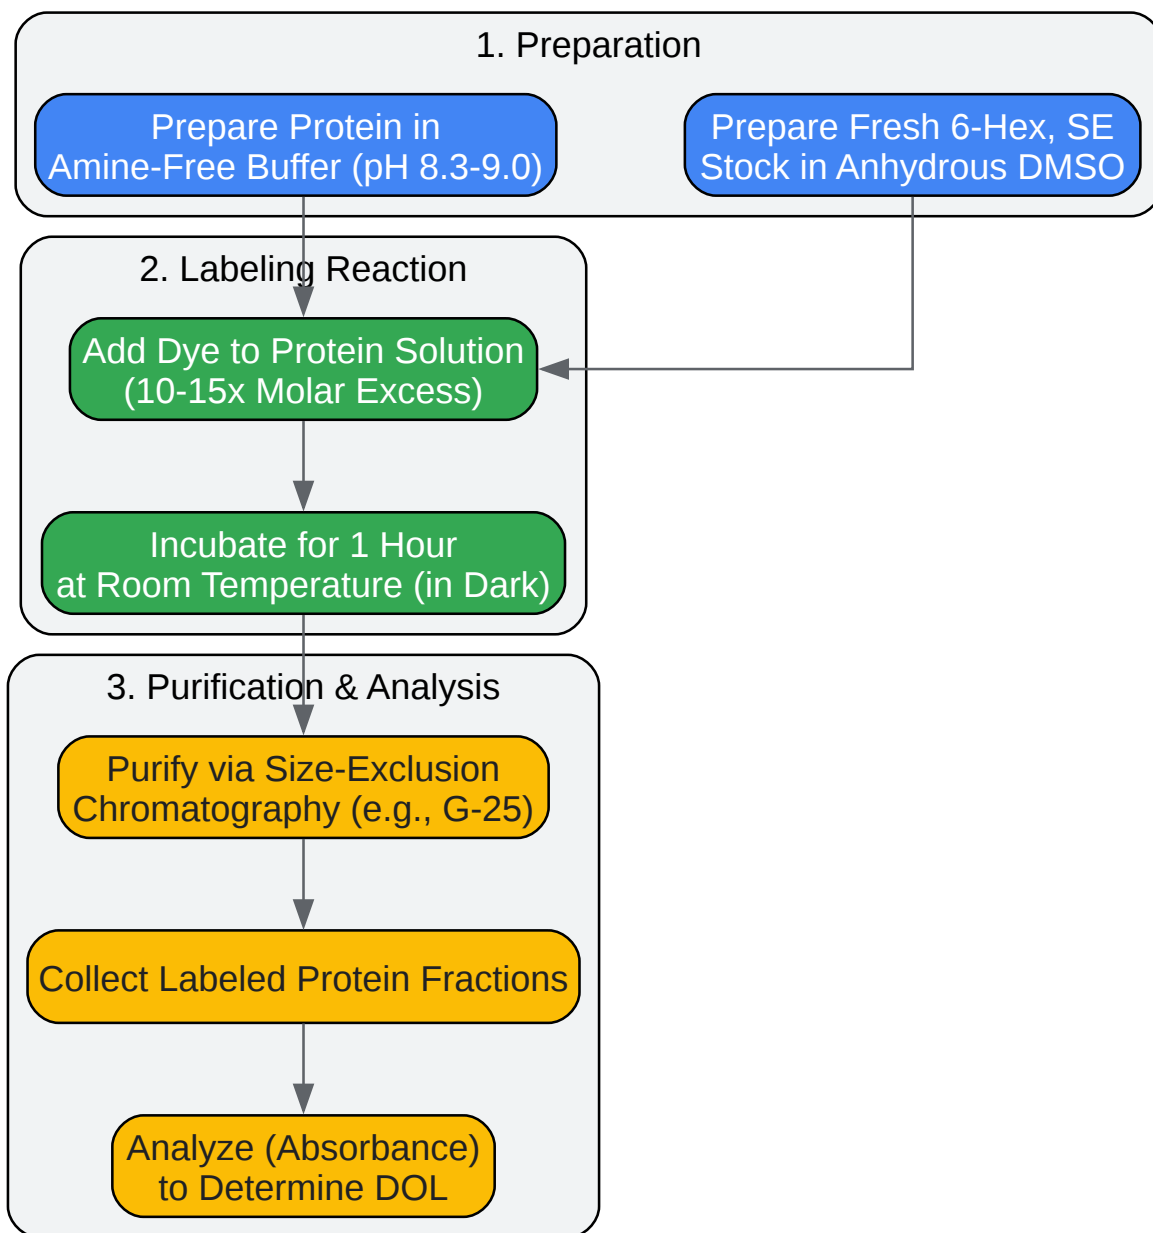 1. Preparation
Prepare Protein in
Amine-Free Buffer (pH 8.3-9.0)
Prepare Fresh 6-Hex, SE
Stock in Anhydrous DMSO
2. Labeling Reaction
Add Dye to Protein Solution
(10-15x Molar Excess)
Incubate for 1 Hour
at Room Temperature (in Dark)
3. Purification & Analysis
Purify via Size-Exclusion
Chromatography (e.g., G-25)
Collect Labeled Protein Fractions
Analyze (Absorbance)
to Determine DOL